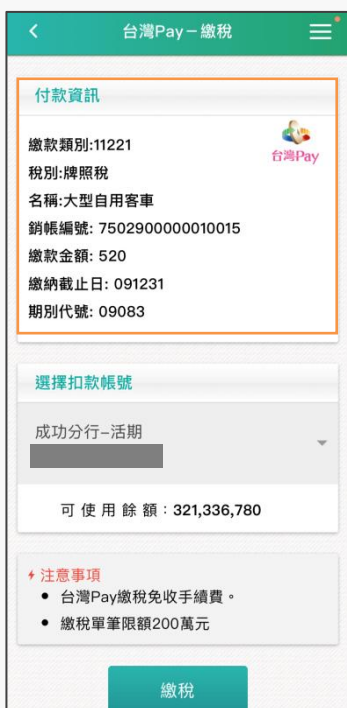 台灣Pay－繳稅
付款資訊
台灣Pay
繳款類別:11221
稅別:牌照稅
名稱:大型自用客車
銷帳編號: 7502900000010015
繳款金額: 520
繳納截止日: 091231
期別代號: 09083
選擇扣款帳號
成功分行–活期
可使用餘額：321,336,780
注意事項
● 台灣Pay繳稅免收手續費。
● 繳稅單筆限額200萬元
繳稅